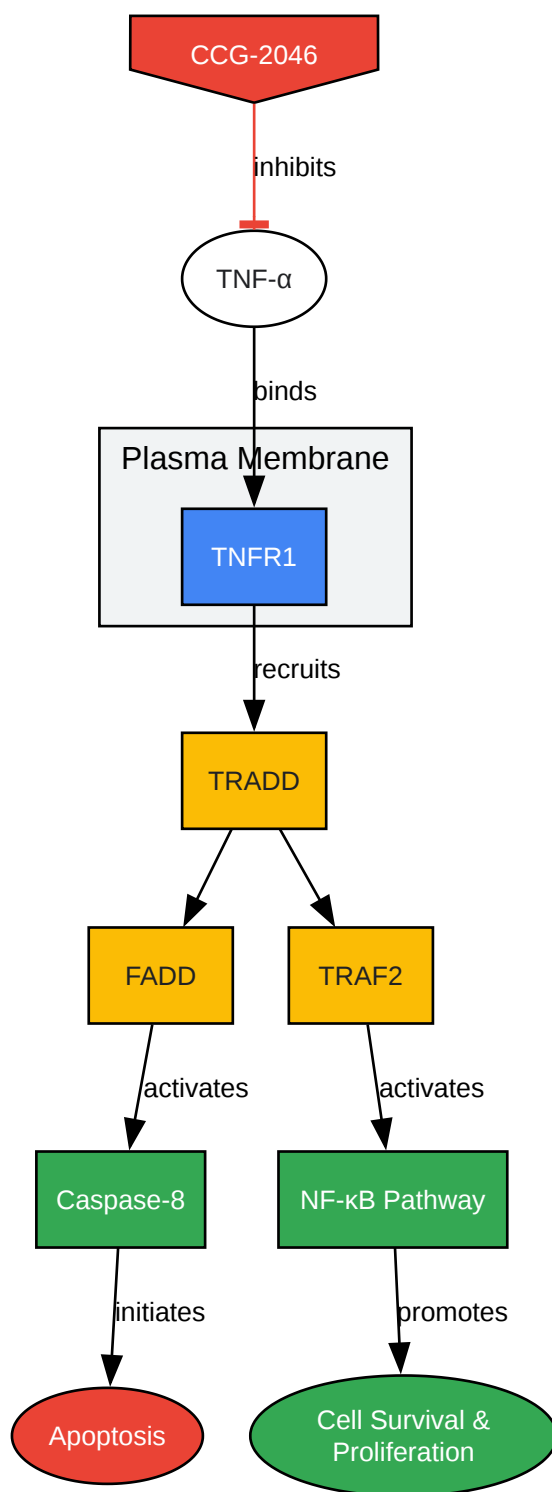 CCG-2046
inhibits
TNF-α
binds
Plasma Membrane
TNFR1
recruits
TRADD
FADD
TRAF2
activates
activates
Caspase-8
NF-κB Pathway
initiates
promotes
Apoptosis
Cell Survival &
Proliferation